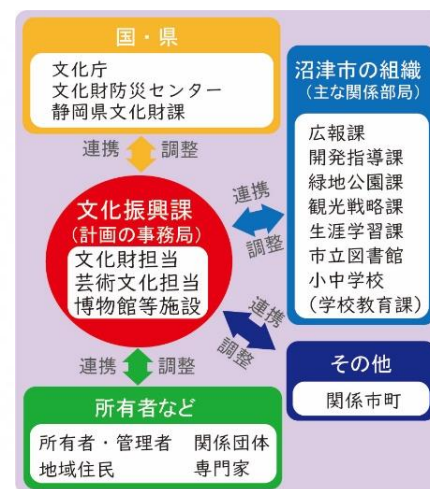 国・県
文化庁
文化財防災センター
静岡県文化財課
連携 調整
文化振興課
(計画の事務局)
文化財担当
芸術文化担当
博物館等施設
連携
調整
沼津市の組織
(主な関係部局)
広報課
開発指導課
緑地公園課
観光戦略課
生涯学習課
市立図書館
小中学校
(学校教育課)
連携
調整
その他
関係市町
連携 調整
所有者など
所有者・管理者 関係団体
地域住民 専門家